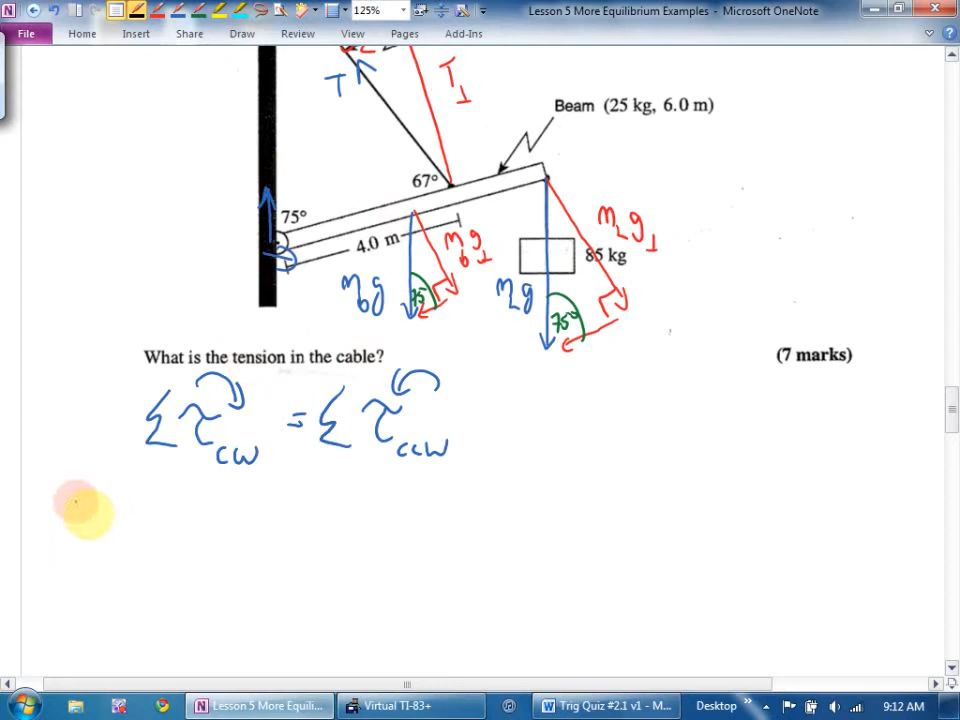 125%
Lesson 5 More Equilibrium Examples - Microsoft OneNote
File Home Insert Share Draw Review View Pages Add-Ins
T
T⊥
Beam (25 kg, 6.0 m)
67°
75°
4.0 m
m_b g⊥
m_2 g⊥
85 kg
m_b g
75
m_2 g
75°
What is the tension in the cable?
(7 marks)
Σ τ_cw = Σ τ_ccw
Lesson 5 More Equili...
Virtual TI-83+
Trig Quiz #2.1 v1 - M...
Desktop
9:12 AM